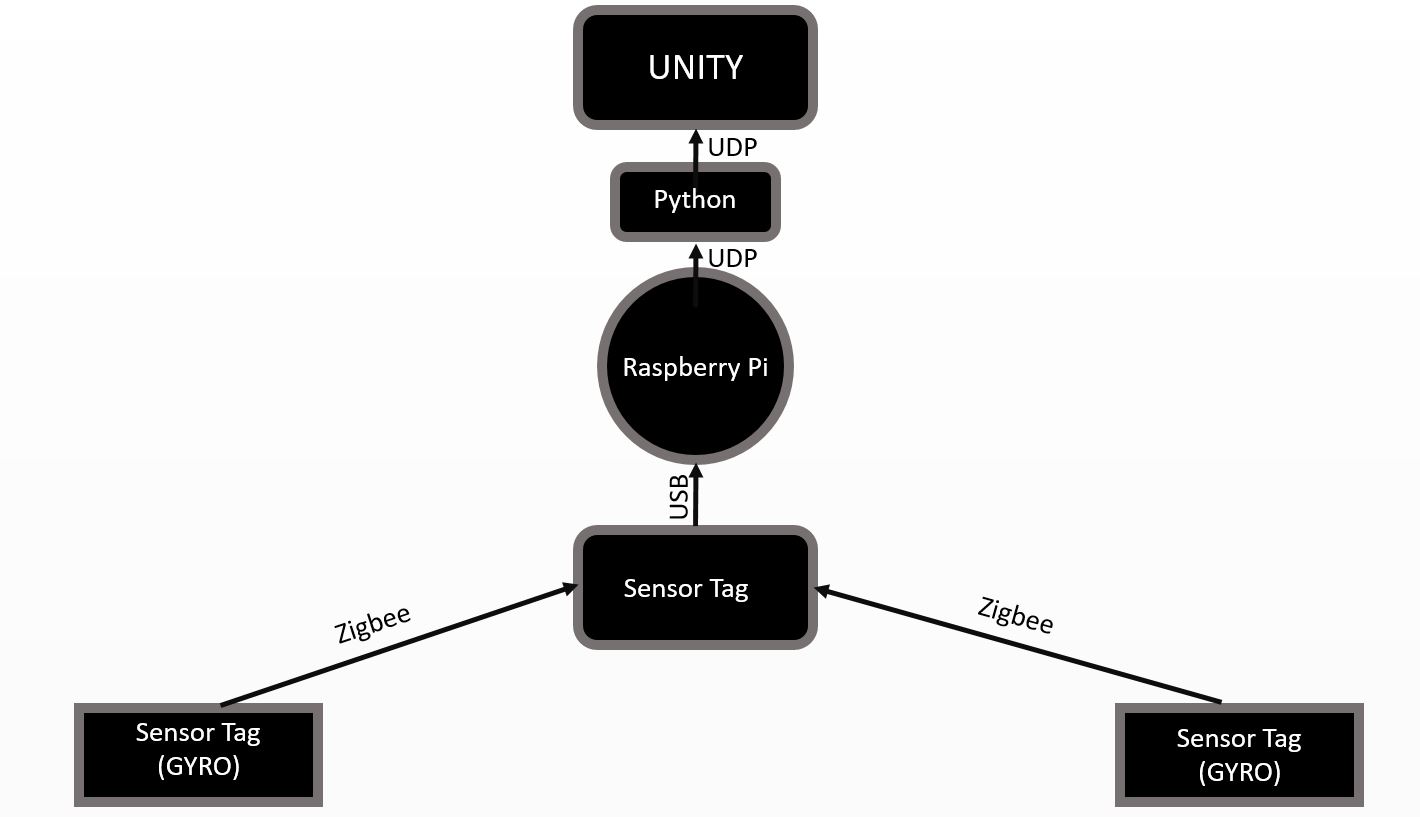 UNITY
UDP
Python
UDP
Raspberry Pi
USB
Sensor Tag
Zigbee
Zigbee
Sensor Tag
(GYRO)
Sensor Tag
(GYRO)